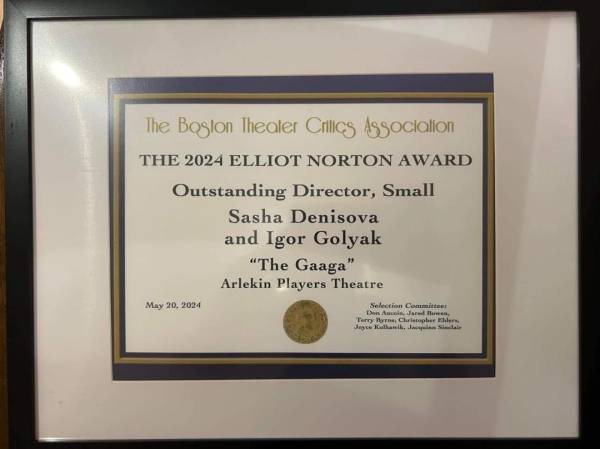 The Boston Theater Critics Association
THE 2024 ELLIOT NORTON AWARD
Outstanding Director, Small
Sasha Denisova
and Igor Golyak
“The Gaaga”
Arlekin Players Theatre
May 20, 2024
Selection Committee:
Don Aucoin, Jared Bowen,
Terry Byrne, Christopher Ehlers,
Joyce Kulhawik, Jacquinn Sinclair